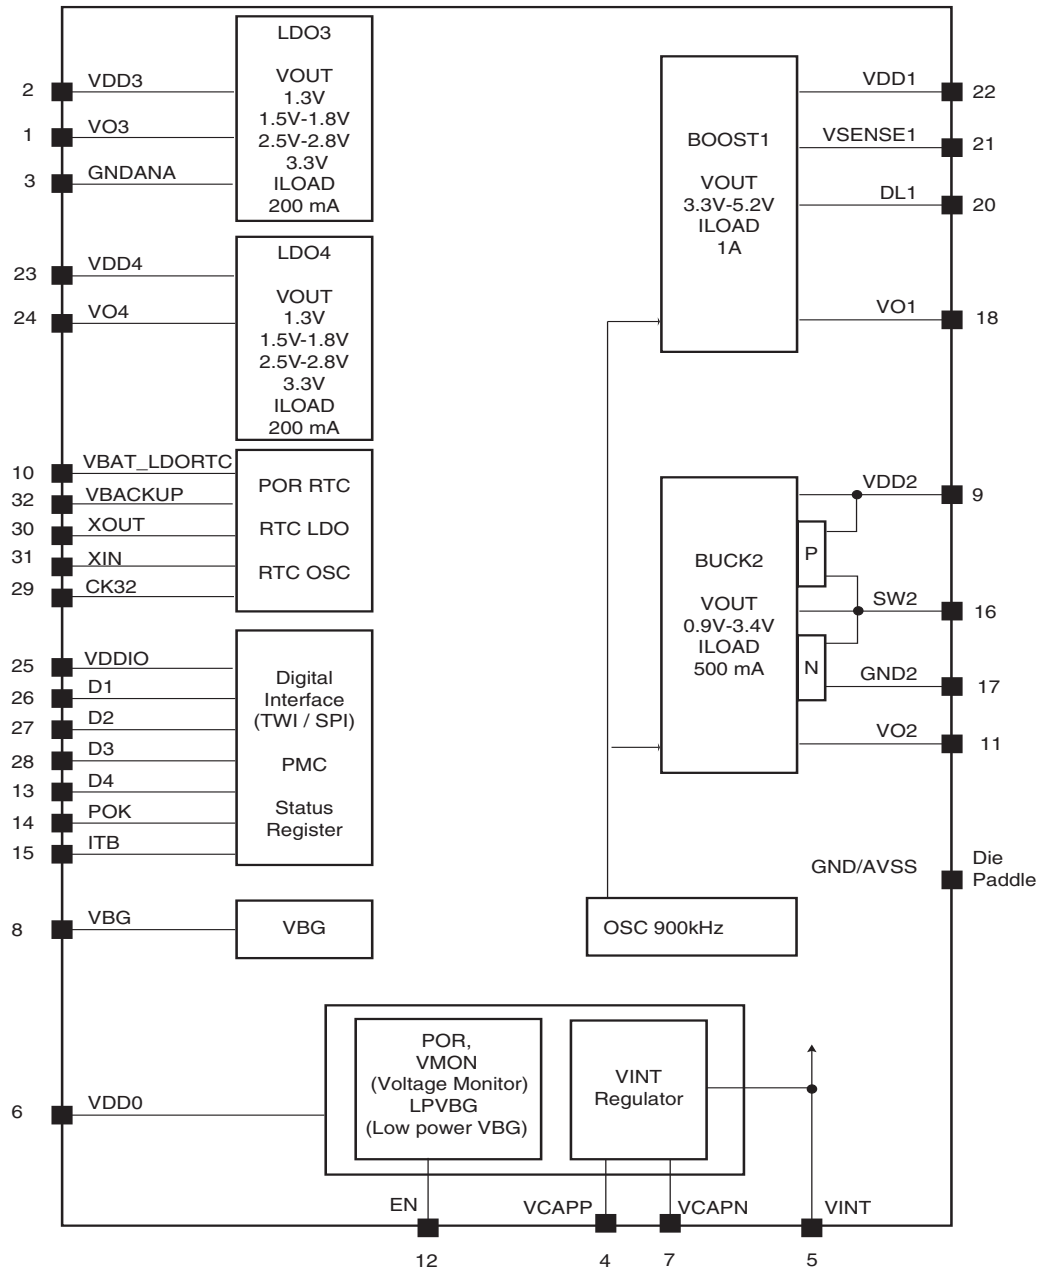 LDO3
VOUT
1.3V
1.5V-1.8V
2.5V-2.8V
3.3V
ILOAD
200 mA
2 VDD3
1 VO3
3 GNDANA
LDO4
VOUT
1.3V
1.5V-1.8V
2.5V-2.8V
3.3V
ILOAD
200 mA
23 VDD4
24 VO4
10 VBAT_LDORTC
32 VBACKUP
30 XOUT
31 XIN
29 CK32
POR RTC
RTC LDO
RTC OSC
25 VDDIO
26 D1
27 D2
28 D3
13 D4
14 POK
15 ITB
Digital
Interface
(TWI / SPI)
PMC
Status
Register
8 VBG
VBG
BOOST1
VOUT
3.3V-5.2V
ILOAD
1A
VDD1 22
VSENSE1 21
DL1 20
VO1 18
BUCK2
VOUT
0.9V-3.4V
ILOAD
500 mA
P
N
VDD2 9
SW2 16
GND2 17
VO2 11
GND/AVSS
Die
Paddle
OSC 900kHz
6 VDD0
POR,
VMON
(Voltage Monitor)
LPVBG
(Low power VBG)
VINT
Regulator
EN
VCAPP
VCAPN
VINT
12
4
7
5